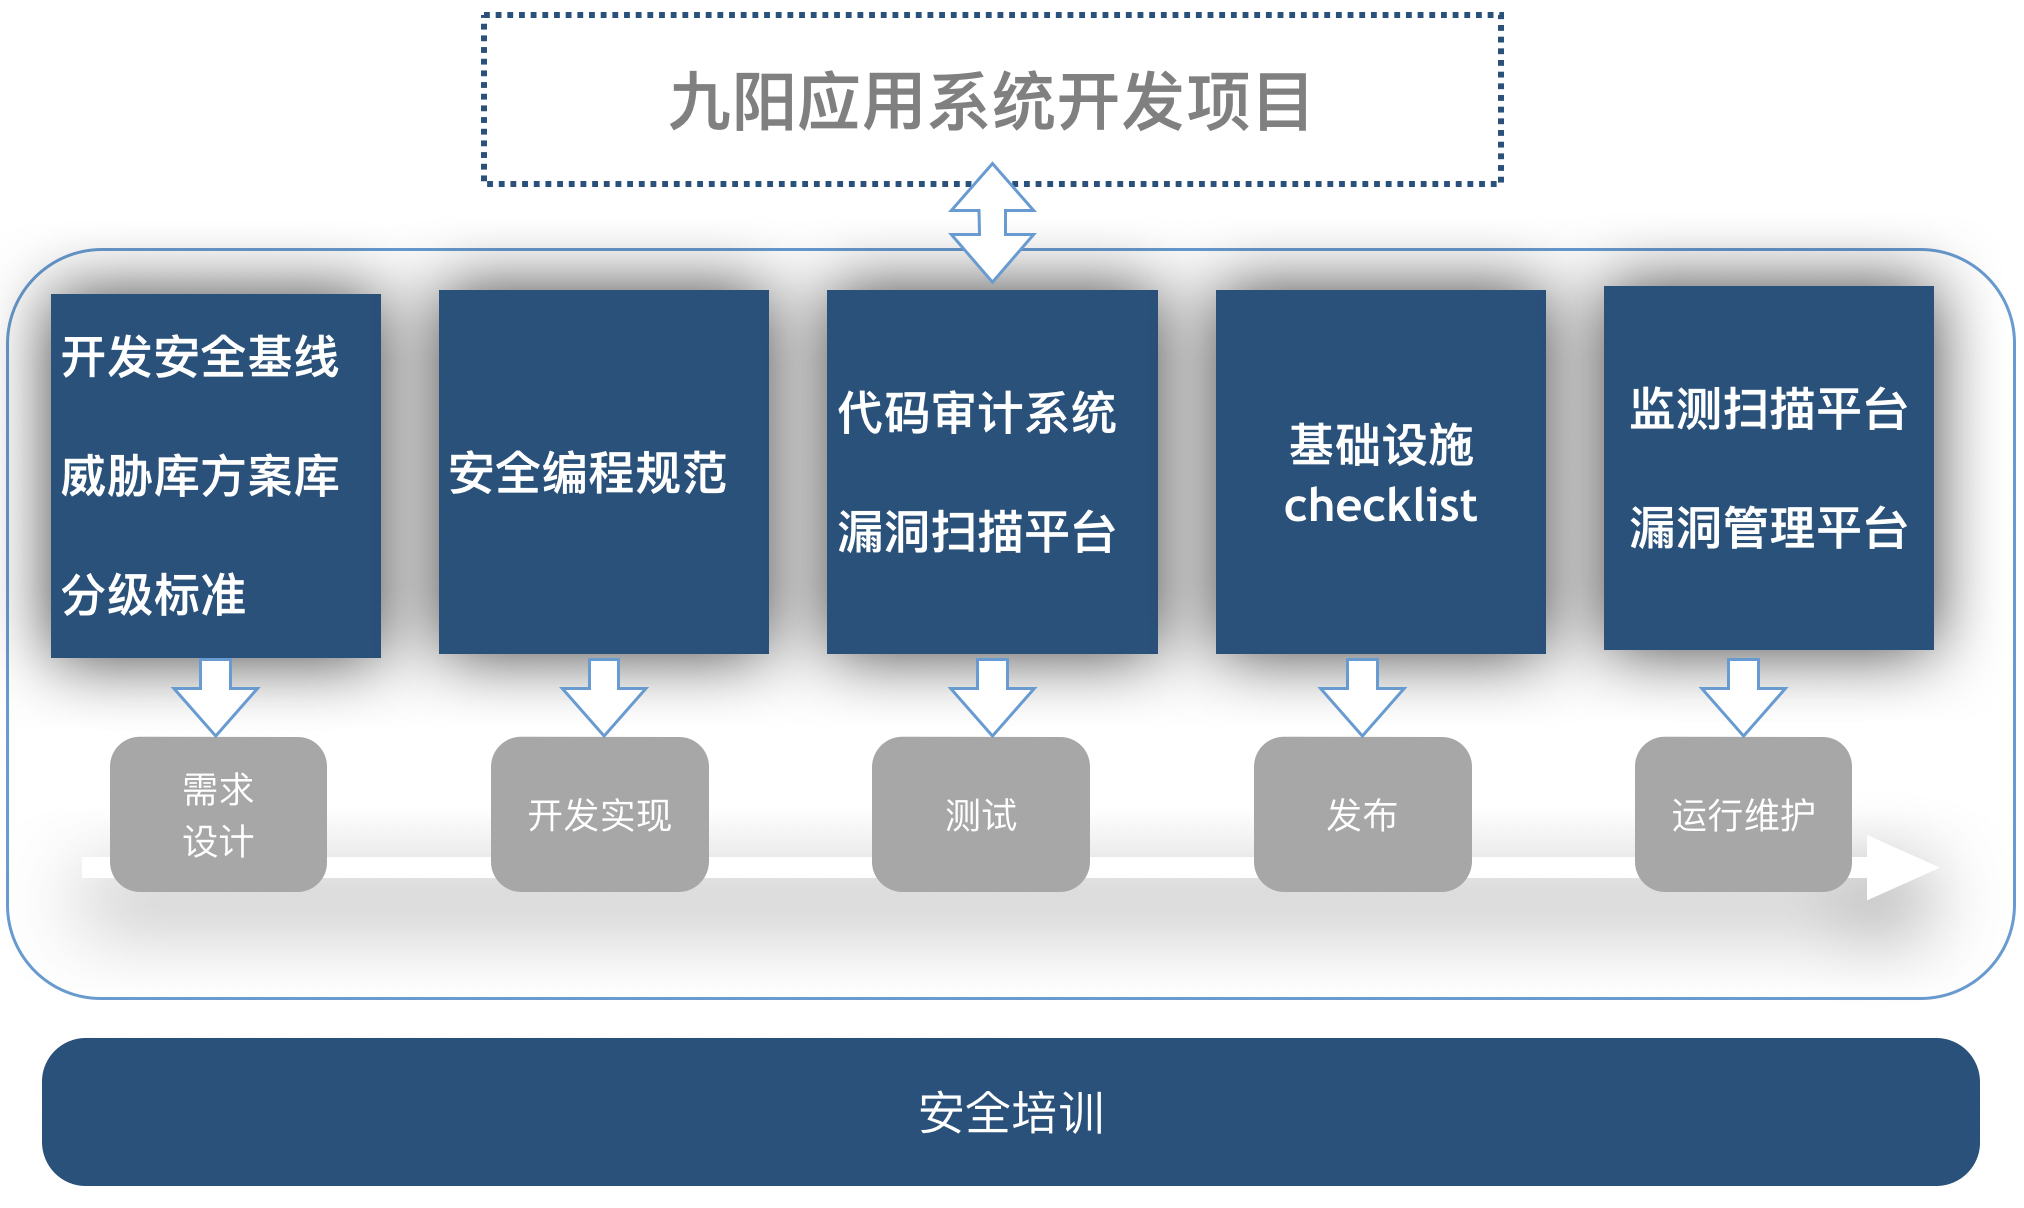 九阳应用系统开发项目
开发安全基线
威胁库方案库
分级标准
安全编程规范
代码审计系统
漏洞扫描平台
基础设施
checklist
监测扫描平台
漏洞管理平台
需求
设计
开发实现
测试
发布
运行维护
安全培训